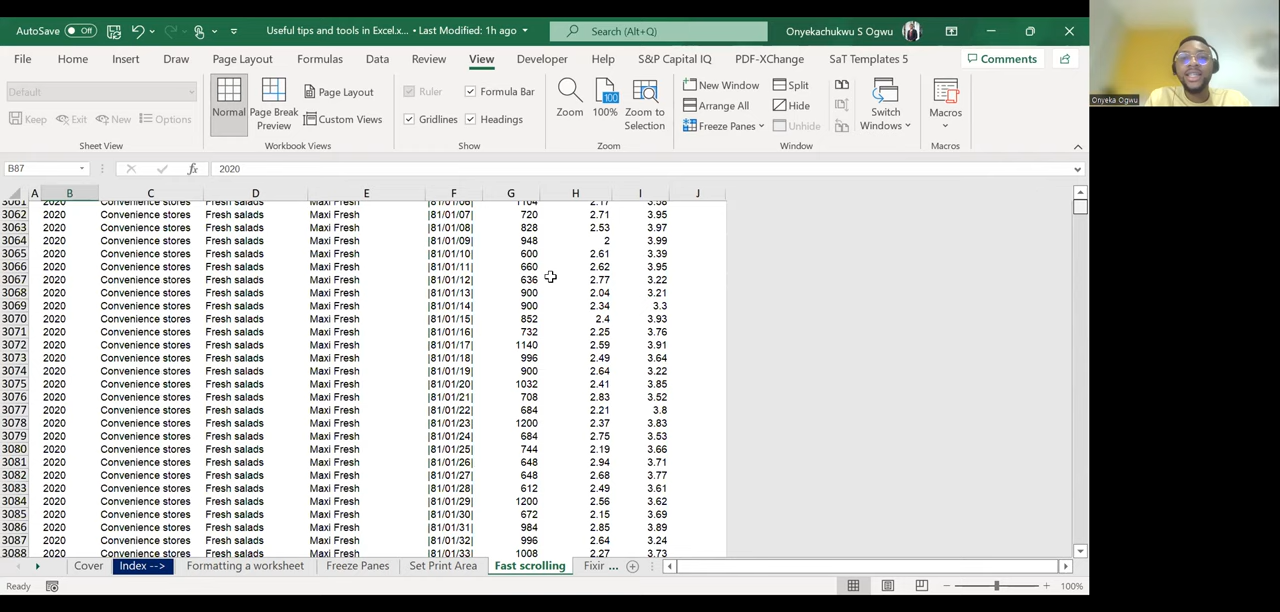 AutoSave Off Useful tips and tools in Excel.x... • Last Modified: 1h ago Search (Alt+Q) Onyekachukwu S Ogwu
File Home Insert Draw Page Layout Formulas Data Review View Developer Help S&P Capital IQ PDF-XChange SaT Templates 5 Comments
Default
Keep Exit New Options
Sheet View
Normal
Page Break Preview
Page Layout
Custom Views
Workbook Views
Ruler Formula Bar
Gridlines Headings
Show
Zoom
100
100%
Zoom to Selection
Zoom
New Window
Arrange All
Freeze Panes
Split
Hide
Unhide
Switch Windows
Window
Macros
Macros
Onyeka Ogwu
B87 fx 2020
A B C D E F G H I J
3061 2020 Convenience stores Fresh salads Maxi Fresh |81/01/06| 1104 2.17 3.58
3062 2020 Convenience stores Fresh salads Maxi Fresh |81/01/07| 720 2.71 3.95
3063 2020 Convenience stores Fresh salads Maxi Fresh |81/01/08| 828 2.53 3.97
3064 2020 Convenience stores Fresh salads Maxi Fresh |81/01/09| 948 2 3.99
3065 2020 Convenience stores Fresh salads Maxi Fresh |81/01/10| 600 2.61 3.39
3066 2020 Convenience stores Fresh salads Maxi Fresh |81/01/11| 660 2.62 3.95
3067 2020 Convenience stores Fresh salads Maxi Fresh |81/01/12| 636 2.77 3.22
3068 2020 Convenience stores Fresh salads Maxi Fresh |81/01/13| 900 2.04 3.21
3069 2020 Convenience stores Fresh salads Maxi Fresh |81/01/14| 900 2.34 3.3
3070 2020 Convenience stores Fresh salads Maxi Fresh |81/01/15| 852 2.4 3.93
3071 2020 Convenience stores Fresh salads Maxi Fresh |81/01/16| 732 2.25 3.76
3072 2020 Convenience stores Fresh salads Maxi Fresh |81/01/17| 1140 2.59 3.91
3073 2020 Convenience stores Fresh salads Maxi Fresh |81/01/18| 996 2.49 3.64
3074 2020 Convenience stores Fresh salads Maxi Fresh |81/01/19| 900 2.64 3.22
3075 2020 Convenience stores Fresh salads Maxi Fresh |81/01/20| 1032 2.41 3.85
3076 2020 Convenience stores Fresh salads Maxi Fresh |81/01/21| 708 2.83 3.52
3077 2020 Convenience stores Fresh salads Maxi Fresh |81/01/22| 684 2.21 3.8
3078 2020 Convenience stores Fresh salads Maxi Fresh |81/01/23| 1200 2.37 3.83
3079 2020 Convenience stores Fresh salads Maxi Fresh |81/01/24| 684 2.75 3.53
3080 2020 Convenience stores Fresh salads Maxi Fresh |81/01/25| 744 2.19 3.66
3081 2020 Convenience stores Fresh salads Maxi Fresh |81/01/26| 648 2.94 3.71
3082 2020 Convenience stores Fresh salads Maxi Fresh |81/01/27| 648 2.68 3.77
3083 2020 Convenience stores Fresh salads Maxi Fresh |81/01/28| 612 2.49 3.61
3084 2020 Convenience stores Fresh salads Maxi Fresh |81/01/29| 1200 2.56 3.62
3085 2020 Convenience stores Fresh salads Maxi Fresh |81/01/30| 672 2.15 3.69
3086 2020 Convenience stores Fresh salads Maxi Fresh |81/01/31| 984 2.85 3.89
3087 2020 Convenience stores Fresh salads Maxi Fresh |81/01/32| 996 2.64 3.24
3088 2020 Convenience stores Fresh salads Maxi Fresh |81/01/33| 1008 2.27 3.73
Cover Index --> Formatting a worksheet Freeze Panes Set Print Area Fast scrolling Fixir ...
Ready 100%